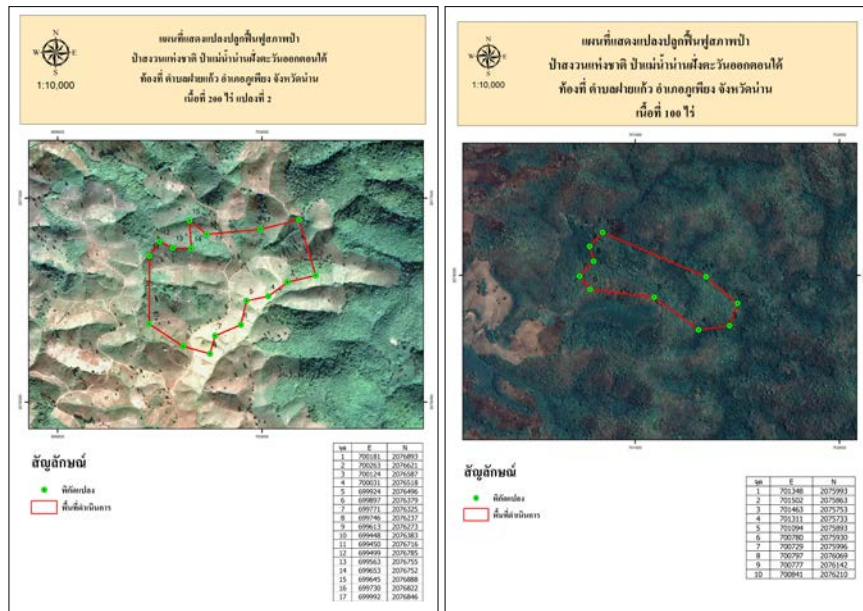 N
W E
S
1:10,000
แผนที่แสดงแปลงปลูกฟื้นฟูสภาพป่า
ป่าสงวนแห่งชาติ ป่าแม่น้ำน่านฝั่งตะวันออกตอนใต้
ท้องที่ ตำบลฝายแก้ว อำเภอภูเพียง จังหวัดน่าน
เนื้อที่ 200 ไร่ แปลงที่ 2
สัญลักษณ์
พิกัดแปลง
พื้นที่ดำเนินการ
จุด E N
1 700181 2076893
2 700263 2076621
3 700124 2076587
4 700031 2076518
5 699924 2076496
6 699897 2076379
7 699771 2076325
8 699746 2076237
9 699613 2076273
10 699448 2076383
11 699450 2076716
12 699499 2076785
13 699563 2076755
14 699653 2076752
15 699645 2076888
16 699730 2076822
17 699992 2076846
N
W E
S
1:10,000
แผนที่แสดงแปลงปลูกฟื้นฟูสภาพป่า
ป่าสงวนแห่งชาติ ป่าแม่น้ำน่านฝั่งตะวันออกตอนใต้
ท้องที่ ตำบลฝายแก้ว อำเภอภูเพียง จังหวัดน่าน
เนื้อที่ 100 ไร่
สัญลักษณ์
พิกัดแปลง
พื้นที่ดำเนินการ
จุด E N
1 701348 2075993
2 701502 2075863
3 701463 2075753
4 701311 2075733
5 701094 2075893
6 700780 2075930
7 700729 2075996
8 700797 2076069
9 700777 2076142
10 700841 2076210